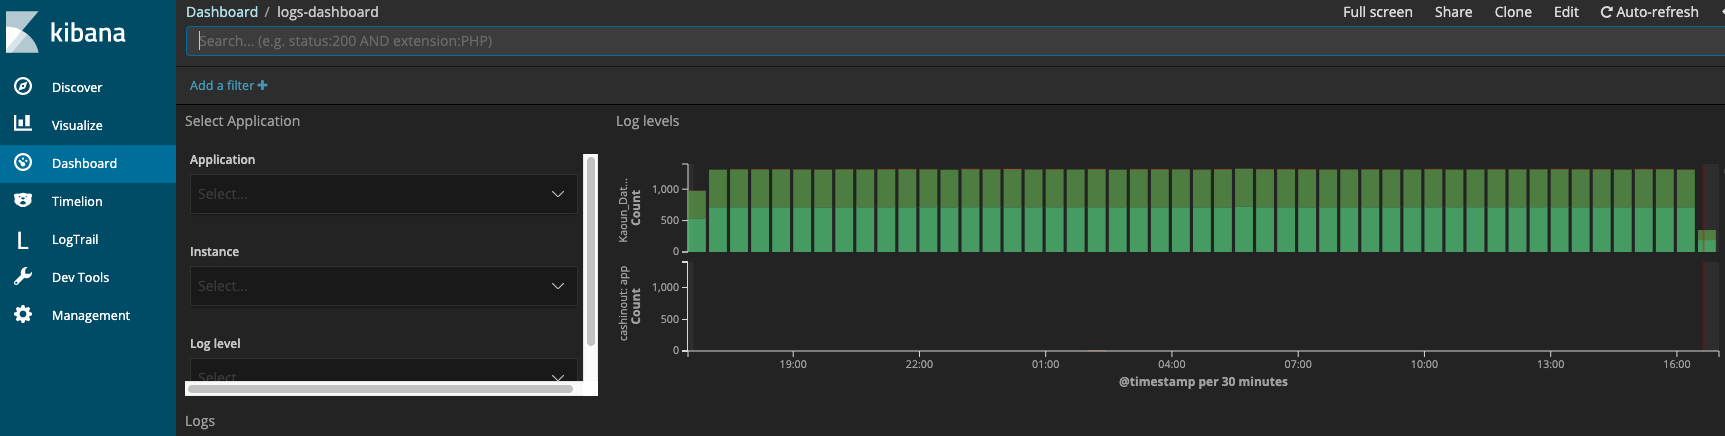 kibana
Discover
Visualize
Dashboard
Timelion
LogTrail
Dev Tools
Management
Dashboard / logs-dashboard
Full screen Share Clone Edit Auto-refresh
Search... (e.g. status:200 AND extension:PHP)
Add a filter +
Select Application
Application
Select...
Instance
Select...
Log level
Select...
Log levels
Kaoun_Dat...
Count
1,000
500
0
cashinout: app
Count
1,000
500
0
19:00 22:00 01:00 04:00 07:00 10:00 13:00 16:00
@timestamp per 30 minutes
Logs